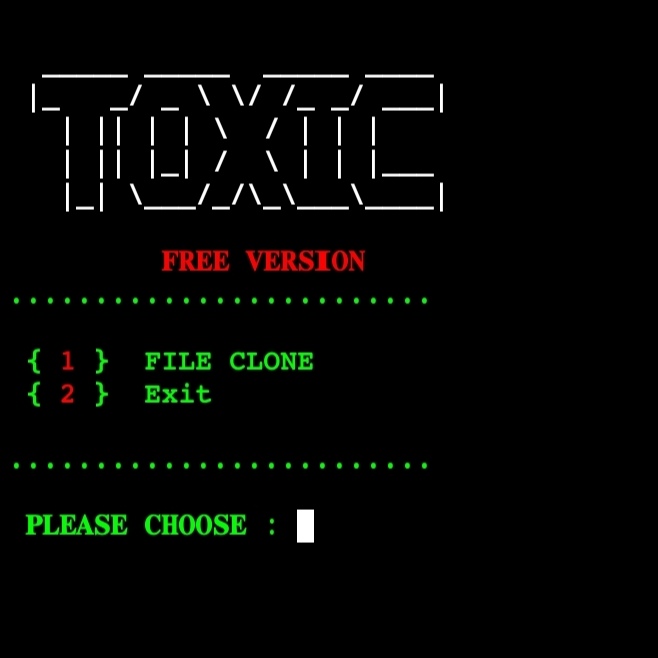 TOXIC
FREE VERSION
..........................
{ 1 }  FILE CLONE
{ 2 }  Exit
..........................
PLEASE CHOOSE :